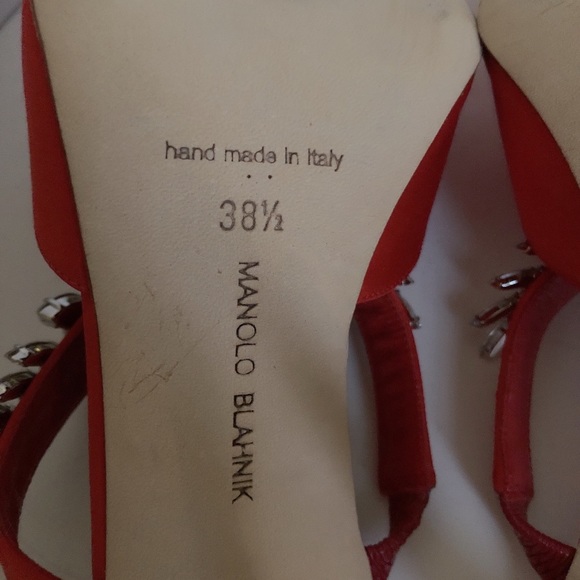 hand made in Italy
38½
MANOLO BLAHNIK